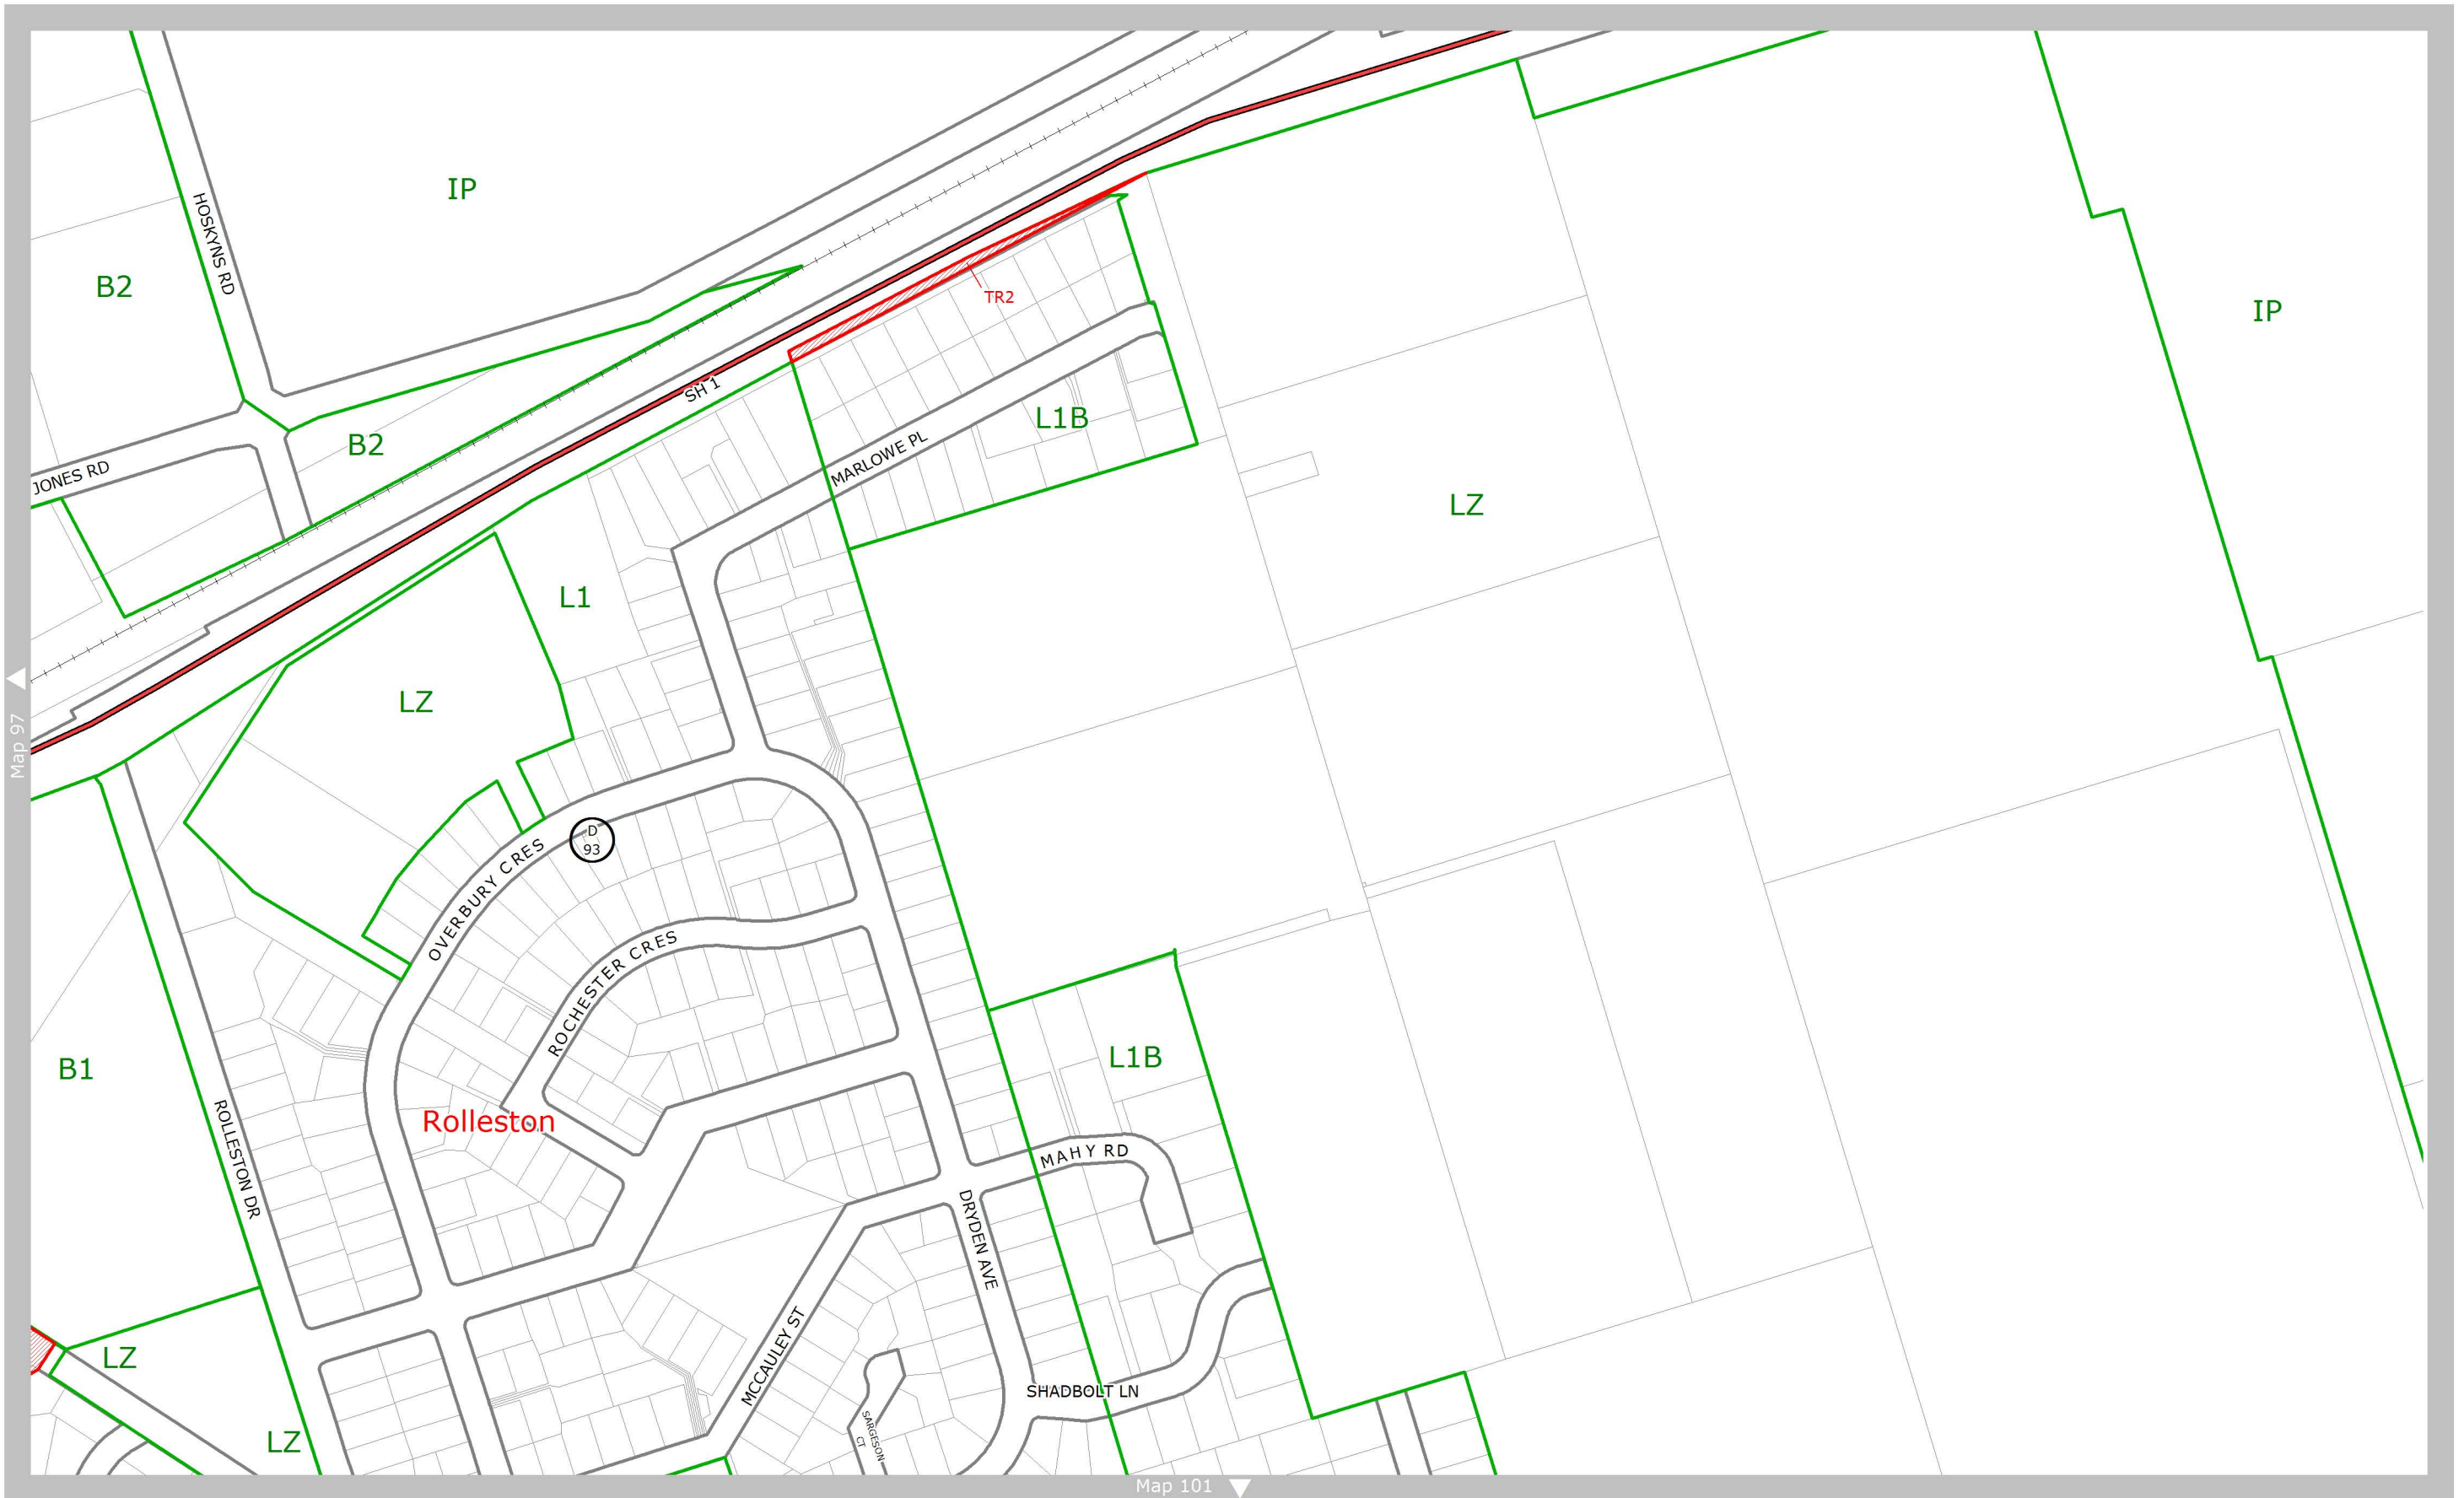 IP
HOSKYNS RD
B2
TR2
IP
SH 1
L1B
B2
MARLOWE PL
JONES RD
LZ
L1
LZ
Map 97
D
93
OVERBURY CRES
ROCHESTER CRES
B1
L1B
Rolleston
ROLLESTON DR
MAHY RD
DRYDEN AVE
MCCAULEY ST
LZ
SHADBOLT LN
LZ
SARGESON
CT
Map 101